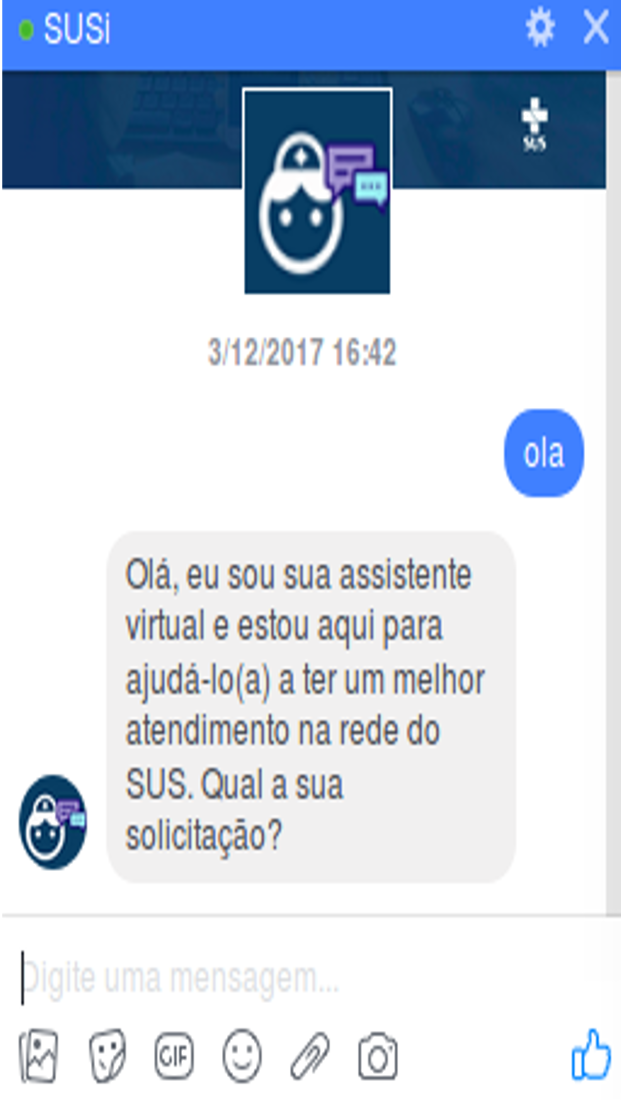 SUSi
SUS
3/12/2017 16:42
ola
Olá, eu sou sua assistente
virtual e estou aqui para
ajudá-lo(a) a ter um melhor
atendimento na rede do
SUS. Qual a sua
solicitação?
Digite uma mensagem...
GIF